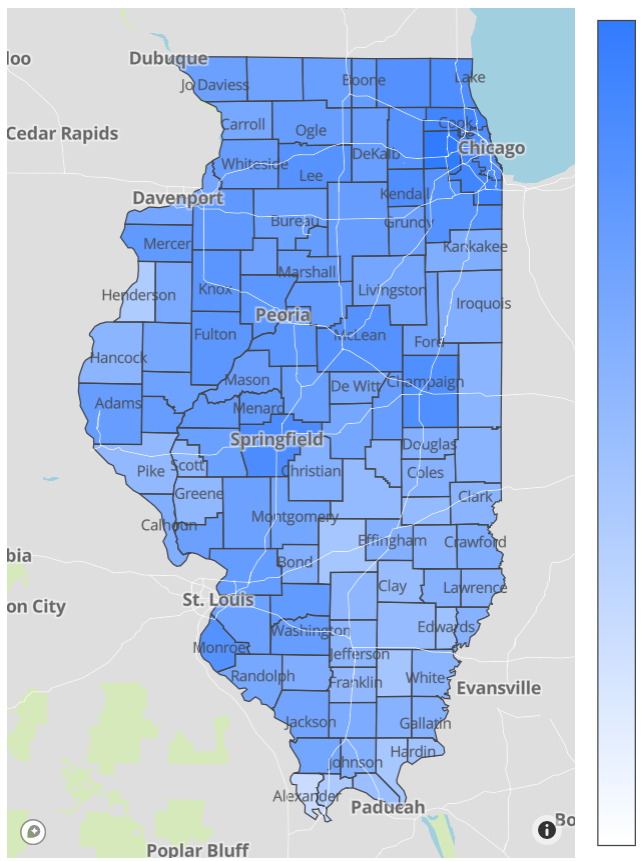 loo
Dubuque
Jo Daviess
Boone
Lake
Carroll
Ogle
Cook
Cedar Rapids
Chicago
Whiteside
Lee
DeKalb
Davenport
Kendall
Bureau
Grundy
Mercer
Kankakee
Marshall
Henderson
Knox
Livingston
Iroquois
Peoria
Fulton
McLean
Ford
Hancock
Mason
De Witt
Champaign
Adams
Menard
Springfield
Douglas
Pike
Scott
Christian
Coles
Greene
Clark
Calhoun
Montgomery
Effingham
Crawford
bia
Bond
Clay
Lawrence
on City
St. Louis
Washington
Edwards
Monroe
Jefferson
Randolph
Franklin
White
Evansville
Jackson
Gallatin
Johnson
Hardin
Alexander
Paducah
Bo
Poplar Bluff
i